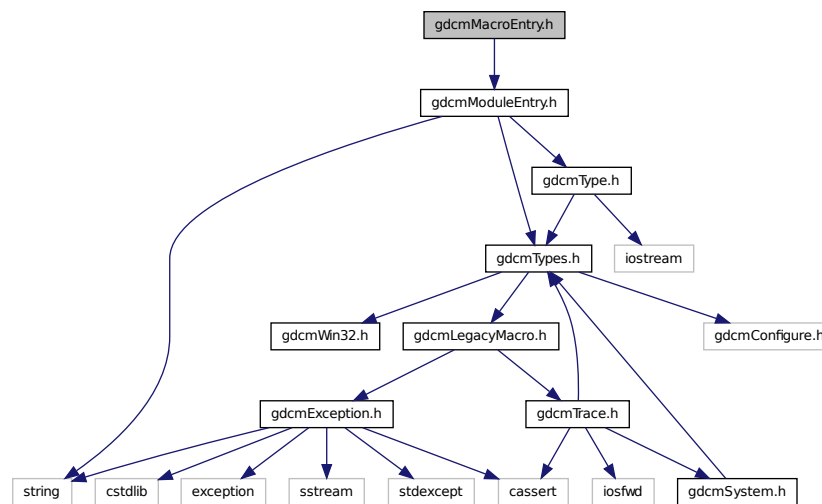 gdcmMacroEntry.h
gdcmModuleEntry.h
gdcmType.h
gdcmTypes.h
iostream
gdcmWin32.h
gdcmLegacyMacro.h
gdcmConfigure.h
gdcmException.h
gdcmTrace.h
string
cstdlib
exception
sstream
stdexcept
cassert
iosfwd
gdcmSystem.h